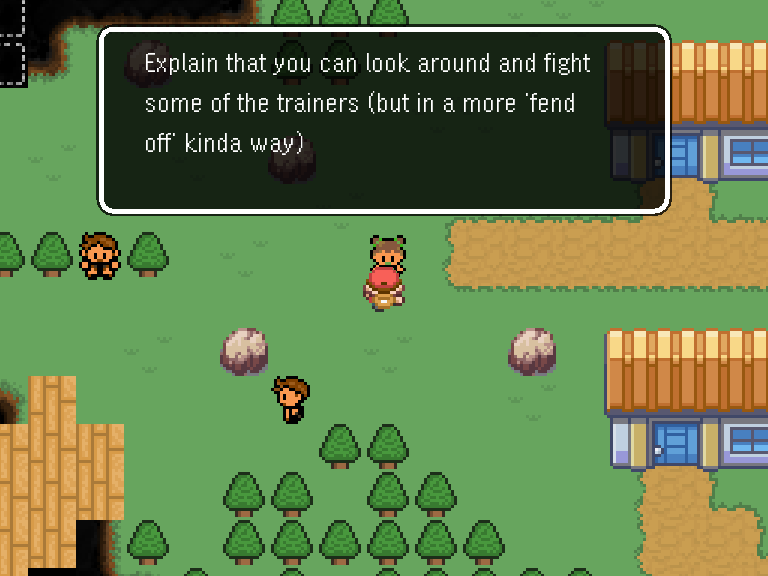 Explain that you can look around and fight
some of the trainers (but in a more 'fend
off' kinda way)